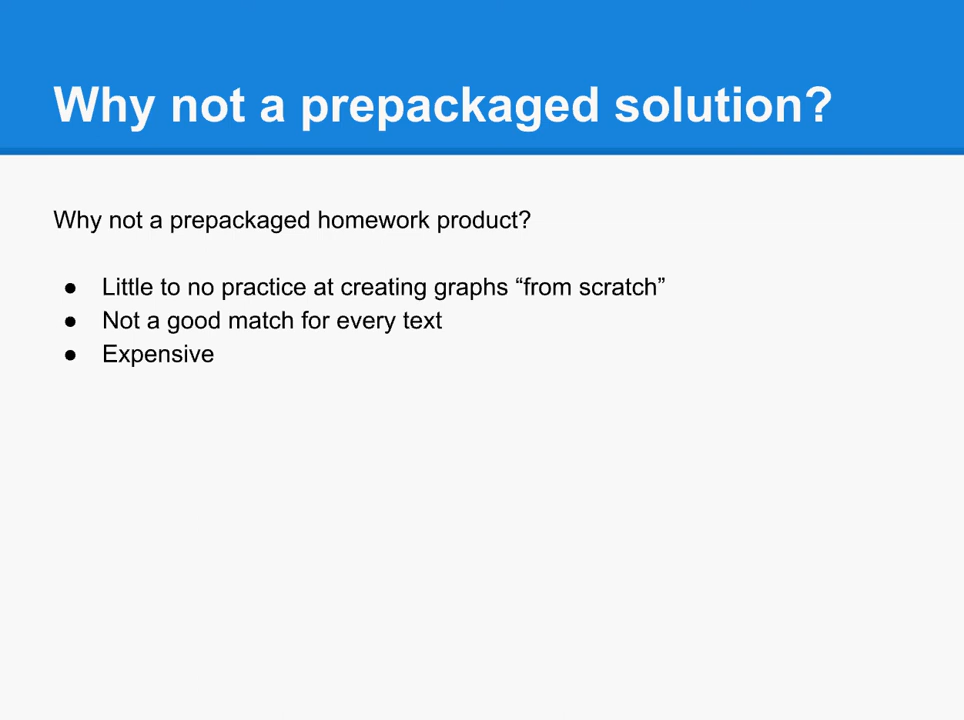 Why not a prepackaged solution?
Why not a prepackaged homework product?
● Little to no practice at creating graphs “from scratch”
● Not a good match for every text
● Expensive